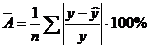 A̅ = 1/n ∑ |(y − ŷ)/y| · 100%